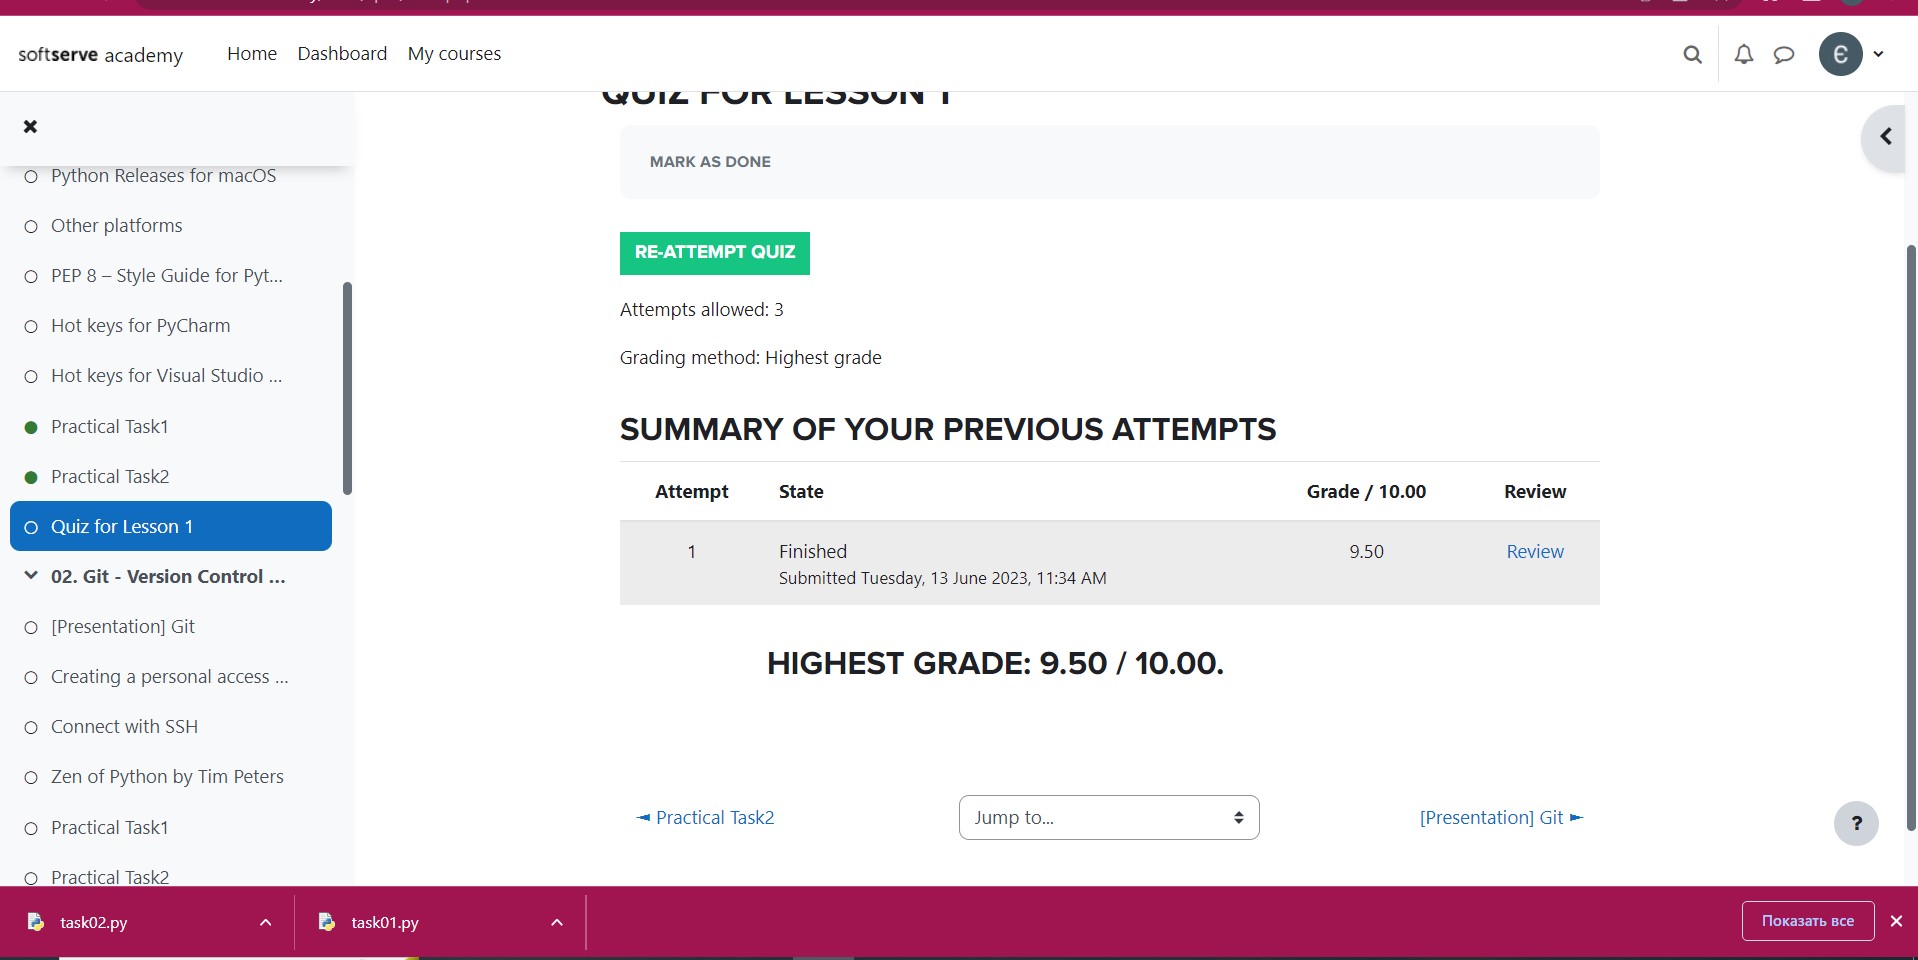 softserve academy
Home
Dashboard
My courses
Є
QUIZ FOR LESSON 1
MARK AS DONE
Python Releases for macOS
Other platforms
PEP 8 – Style Guide for Pyt...
Hot keys for PyCharm
Hot keys for Visual Studio ...
Practical Task1
Practical Task2
Quiz for Lesson 1
02. Git - Version Control ...
[Presentation] Git
Creating a personal access ...
Connect with SSH
Zen of Python by Tim Peters
Practical Task1
Practical Task2
RE-ATTEMPT QUIZ
Attempts allowed: 3
Grading method: Highest grade
SUMMARY OF YOUR PREVIOUS ATTEMPTS
Attempt State Grade / 10.00 Review
1 Finished 9.50 Review
Submitted Tuesday, 13 June 2023, 11:34 AM
HIGHEST GRADE: 9.50 / 10.00.
◄ Practical Task2
Jump to...
[Presentation] Git ►
?
task02.py
task01.py
Показать все